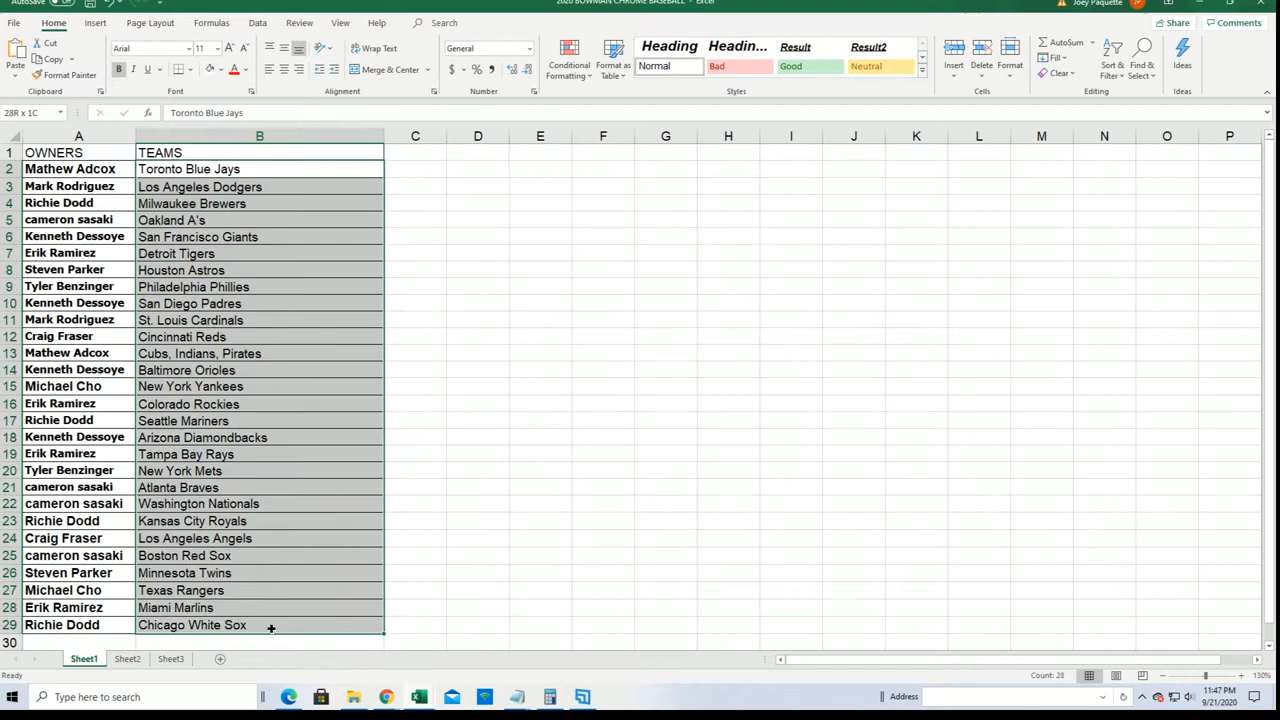 AutoSave Off 2020 BOWMAN CHROME BASEBALL - Excel Joey Paquette JP
File Home Insert Page Layout Formulas Data Review View Help Search Share Comments
Paste Cut Copy Format Painter Clipboard
Arial 11 A A B I U A Font
Wrap Text Merge & Center Alignment
General $ % , Number
Conditional Formatting Format as Table
Heading Headin... Result Result2
Normal Bad Good Neutral Styles
Insert Delete Format Cells
AutoSum Fill Clear Sort & Filter Find & Select Editing
Ideas
28R x 1C fx Toronto Blue Jays
A B C D E F G H I J K L M N O P
1 OWNERS TEAMS
2 Mathew Adcox Toronto Blue Jays
3 Mark Rodriguez Los Angeles Dodgers
4 Richie Dodd Milwaukee Brewers
5 cameron sasaki Oakland A's
6 Kenneth Dessoye San Francisco Giants
7 Erik Ramirez Detroit Tigers
8 Steven Parker Houston Astros
9 Tyler Benzinger Philadelphia Phillies
10 Kenneth Dessoye San Diego Padres
11 Mark Rodriguez St. Louis Cardinals
12 Craig Fraser Cincinnati Reds
13 Mathew Adcox Cubs, Indians, Pirates
14 Kenneth Dessoye Baltimore Orioles
15 Michael Cho New York Yankees
16 Erik Ramirez Colorado Rockies
17 Richie Dodd Seattle Mariners
18 Kenneth Dessoye Arizona Diamondbacks
19 Erik Ramirez Tampa Bay Rays
20 Tyler Benzinger New York Mets
21 cameron sasaki Atlanta Braves
22 cameron sasaki Washington Nationals
23 Richie Dodd Kansas City Royals
24 Craig Fraser Los Angeles Angels
25 cameron sasaki Boston Red Sox
26 Steven Parker Minnesota Twins
27 Michael Cho Texas Rangers
28 Erik Ramirez Miami Marlins
29 Richie Dodd Chicago White Sox
30
Sheet1 Sheet2 Sheet3
Ready Count: 28 130%
Type here to search Address 11:47 PM
9/21/2020